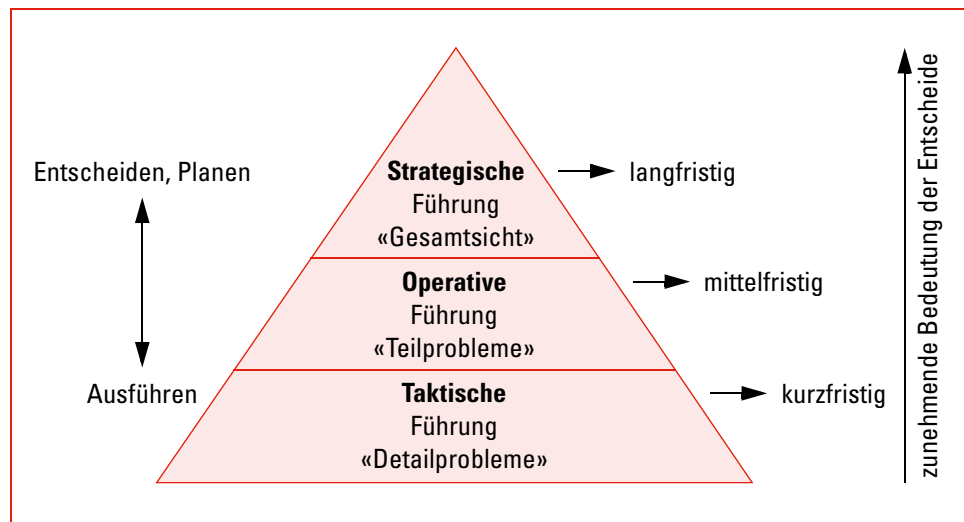 Entscheiden, Planen
Strategische
Führung
«Gesamtsicht»
langfristig
Operative
Führung
«Teilprobleme»
mittelfristig
Ausführen
Taktische
Führung
«Detailprobleme»
kurzfristig
zunehmende Bedeutung der Entscheide